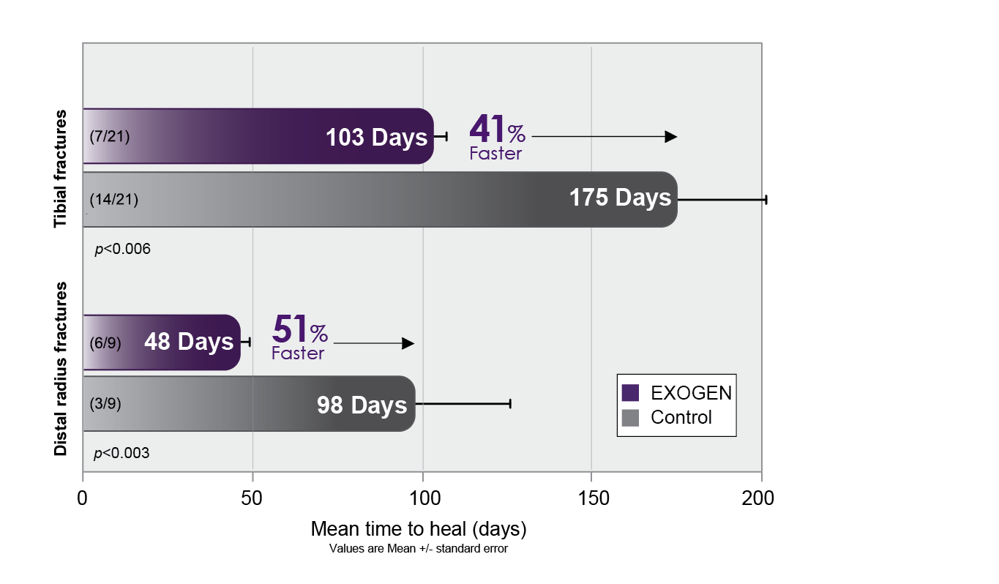 Tibial fractures
(7/21)
103 Days
41%
Faster
(14/21)
175 Days
p<0.006
Distal radius fractures
(6/9)
48 Days
51%
Faster
(3/9)
98 Days
p<0.003
EXOGEN
Control
0 50 100 150 200
Mean time to heal (days)
Values are Mean +/- standard error